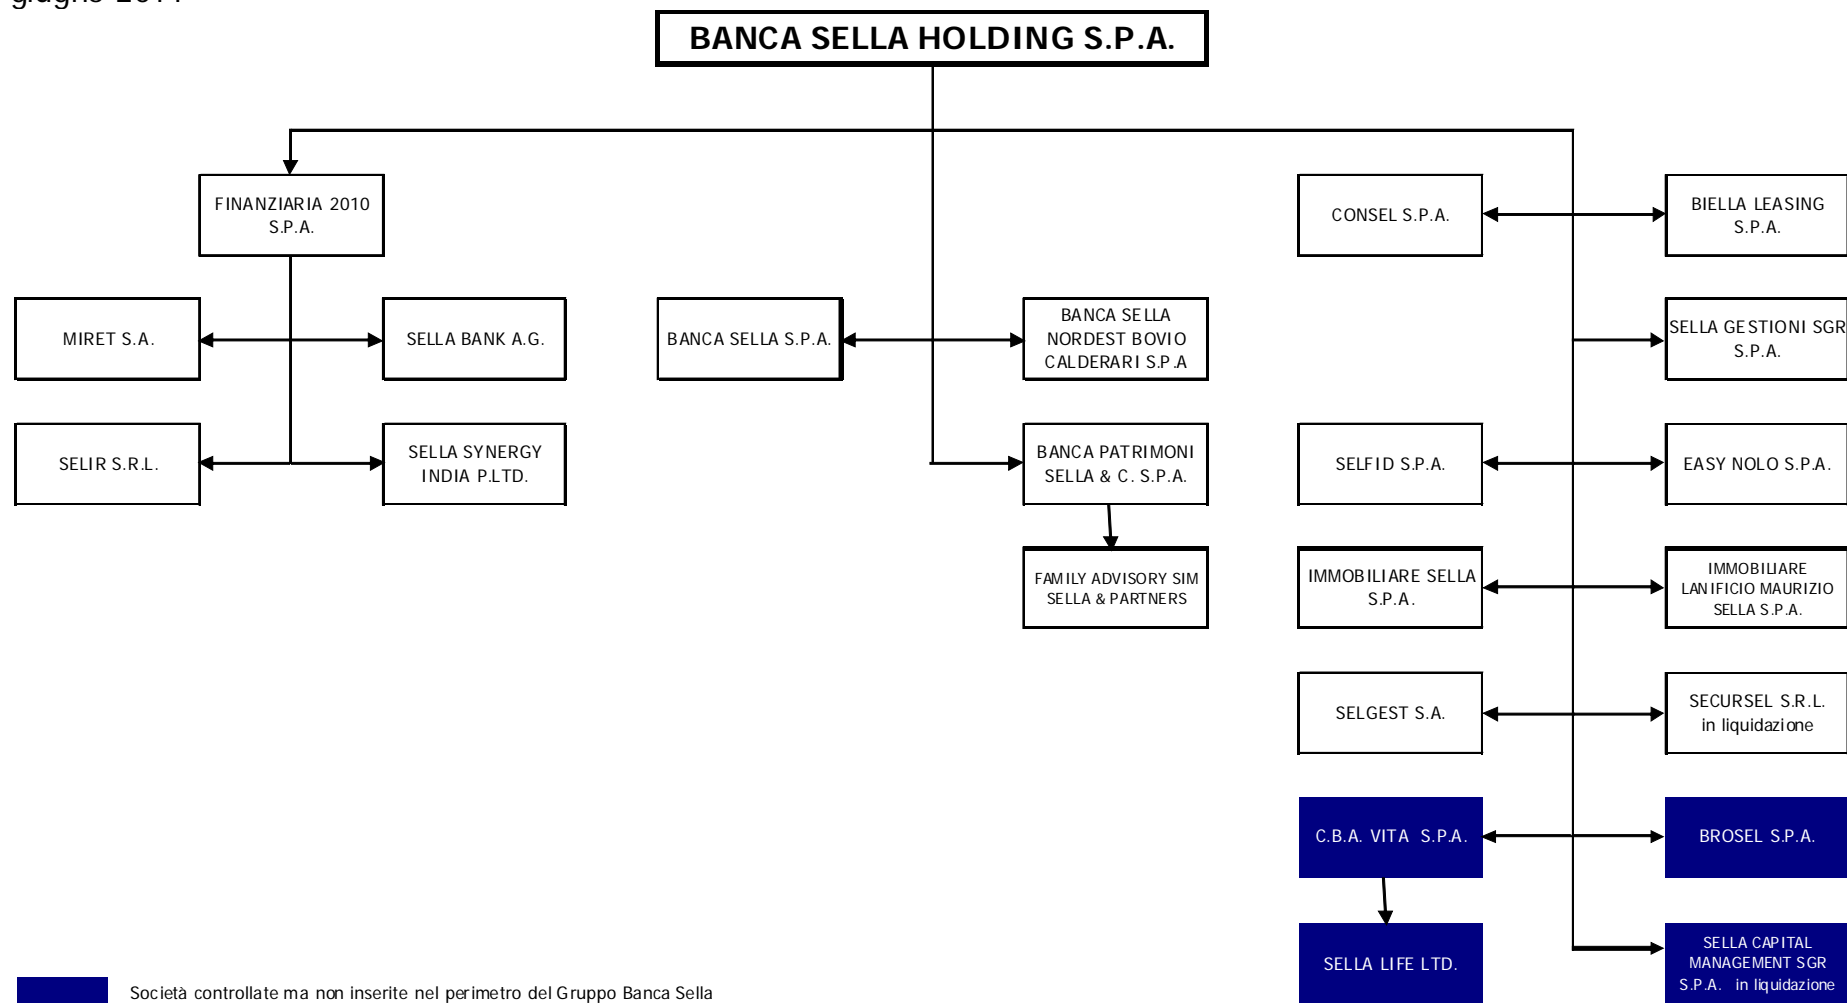 BANCA SELLA HOLDING S.P.A.
FINANZIARIA 2010
S.P.A.
CONSEL S.P.A.
BIELLA LEASING
S.P.A.
MIRET S.A.
SELLA BANK A.G.
BANCA SELLA S.P.A.
BANCA SELLA
NORDEST BOVIO
CALDERARI S.P.A
SELLA GESTIONI SGR
S.P.A.
SELIR S.R.L.
SELLA SYNERGY
INDIA P.LTD.
BANCA PATRIMONI
SELLA & C. S.P.A.
SELFID S.P.A.
EASY NOLO S.P.A.
FAMILY ADVISORY SIM
SELLA & PARTNERS
IMMOBILIARE SELLA
S.P.A.
IMMOBILIARE
LANIFICIO MAURIZIO
SELLA S.P.A.
SELGEST S.A.
SECURSEL S.R.L.
in liquidazione
C.B.A. VITA S.P.A.
BROSEL S.P.A.
SELLA LIFE LTD.
SELLA CAPITAL
MANAGEMENT SGR
S.P.A. in liquidazione
Società controllate ma non inserite nel perimetro del Gruppo Banca Sella